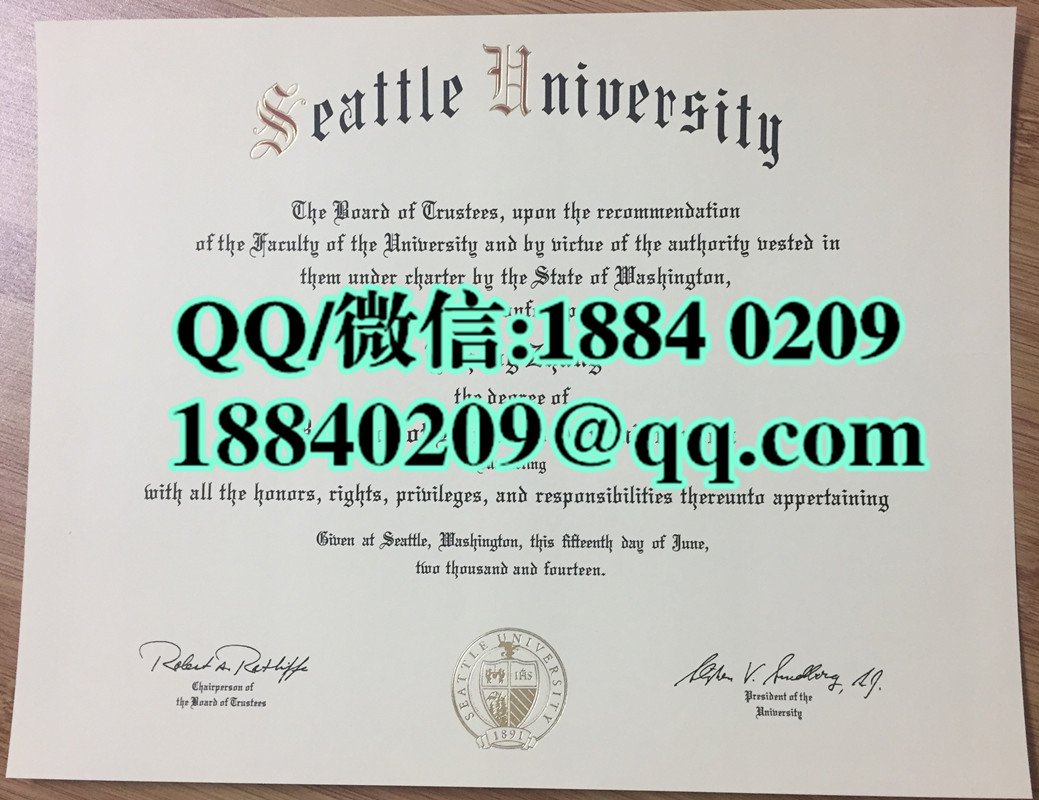 Seattle University
The Board of Trustees, upon the recommendation
of the Faculty of the University and by virtue of the authority vested in
them under charter by the State of Washington,
QQ/微信:1884 0209
the degree of
18840209@qq.com
with all the honors, rights, privileges, and responsibilities thereunto appertaining
Given at Seattle, Washington, this fifteenth day of June,
two thousand and fourteen.
Robert A. Ratliffe
Chairperson of
the Board of Trustees
SEATTLE UNIVERSITY
IHS
1891
Stephen V. Sundborg, S.J.
President of the
University